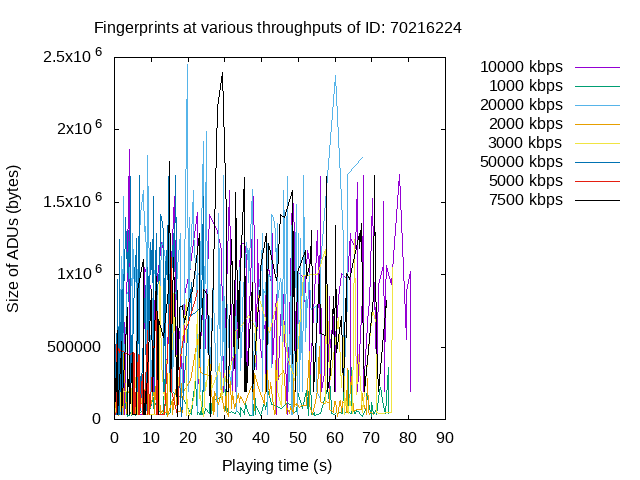 Fingerprints at various throughputs of ID: 70216224
2.5x10^6
2x10^6
1.5x10^6
1x10^6
500000
0
Size of ADUs (bytes)
0 10 20 30 40 50 60 70 80 90
Playing time (s)
10000 kbps
1000 kbps
20000 kbps
2000 kbps
3000 kbps
50000 kbps
5000 kbps
7500 kbps